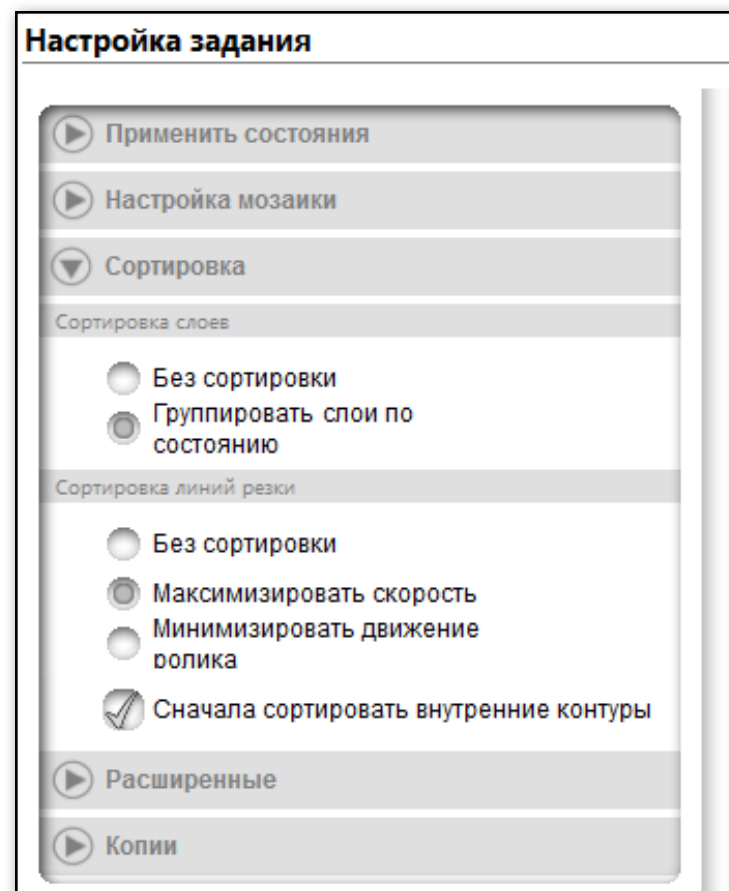 Настройка задания
Применить состояния
Настройка мозаики
Сортировка
Сортировка слоев
Без сортировки
Группировать слои по
состоянию
Сортировка линий резки
Без сортировки
Максимизировать скорость
Минимизировать движение
ролика
Сначала сортировать внутренние контуры
Расширенные
Копии